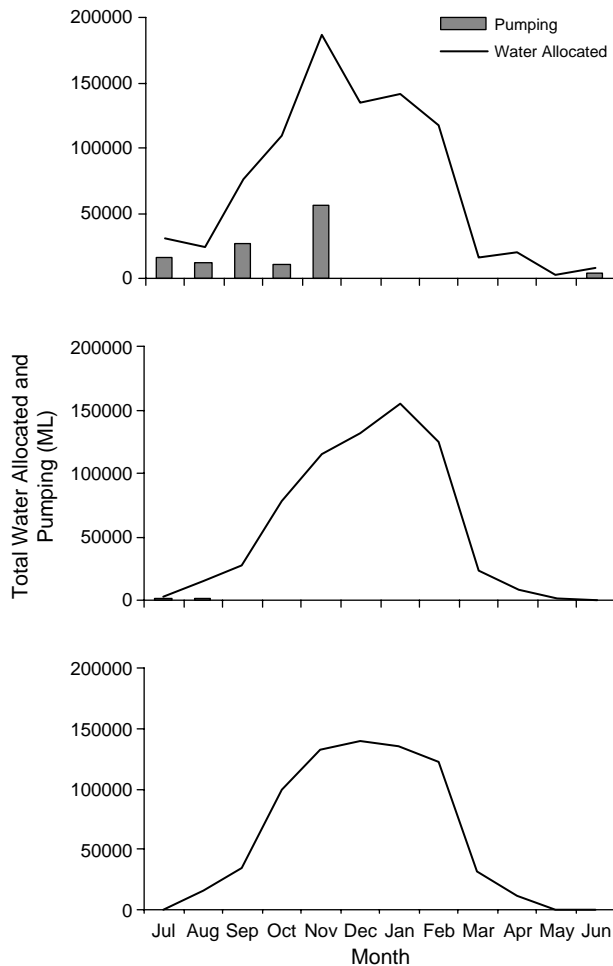 Pumping
Water Allocated
200000
150000
100000
50000
0
200000
150000
100000
50000
0
200000
150000
100000
50000
0
Total Water Allocated and
Pumping (ML)
Jul Aug Sep Oct Nov Dec Jan Feb Mar Apr May Jun
Month